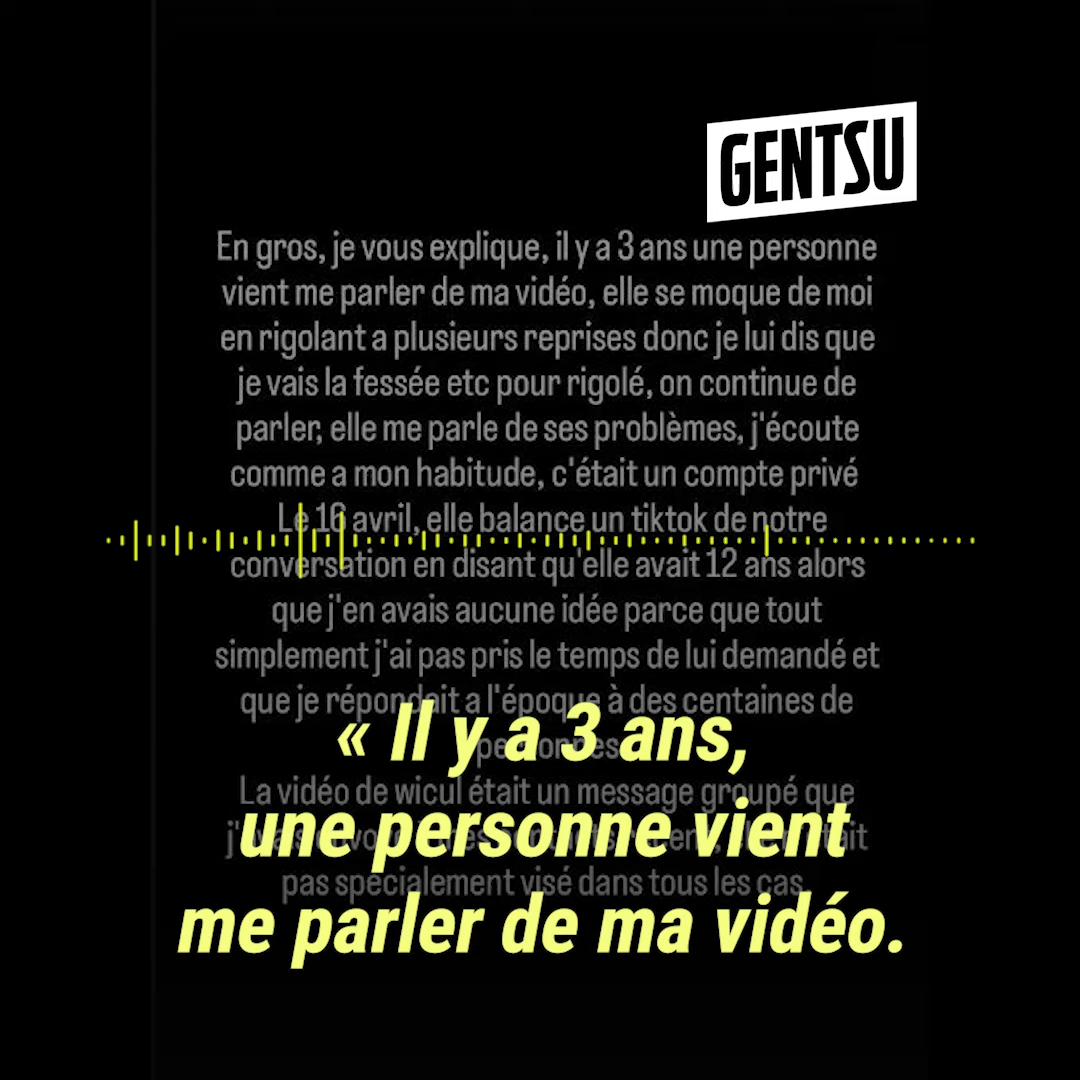 GENTSU
En gros, je vous explique, il y a 3 ans une personne
vient me parler de ma vidéo, elle se moque de moi
en rigolant a plusieurs reprises donc je lui dis que
je vais la fessée etc pour rigolé, on continue de
parler, elle me parle de ses problèmes, j'écoute
comme a mon habitude, c'était un compte privé
Le 16 avril, elle balance un tiktok de notre
conversation en disant qu'elle avait 12 ans alors
que j'en avais aucune idée parce que tout
simplement j'ai pas pris le temps de lui demandé et
que je répondait a l'époque à des centaines de
personnes
La vidéo de wicul était un message groupé que
pas spécialement visé dans tous les cas.
« Il y a 3 ans,
une personne vient
me parler de ma vidéo.